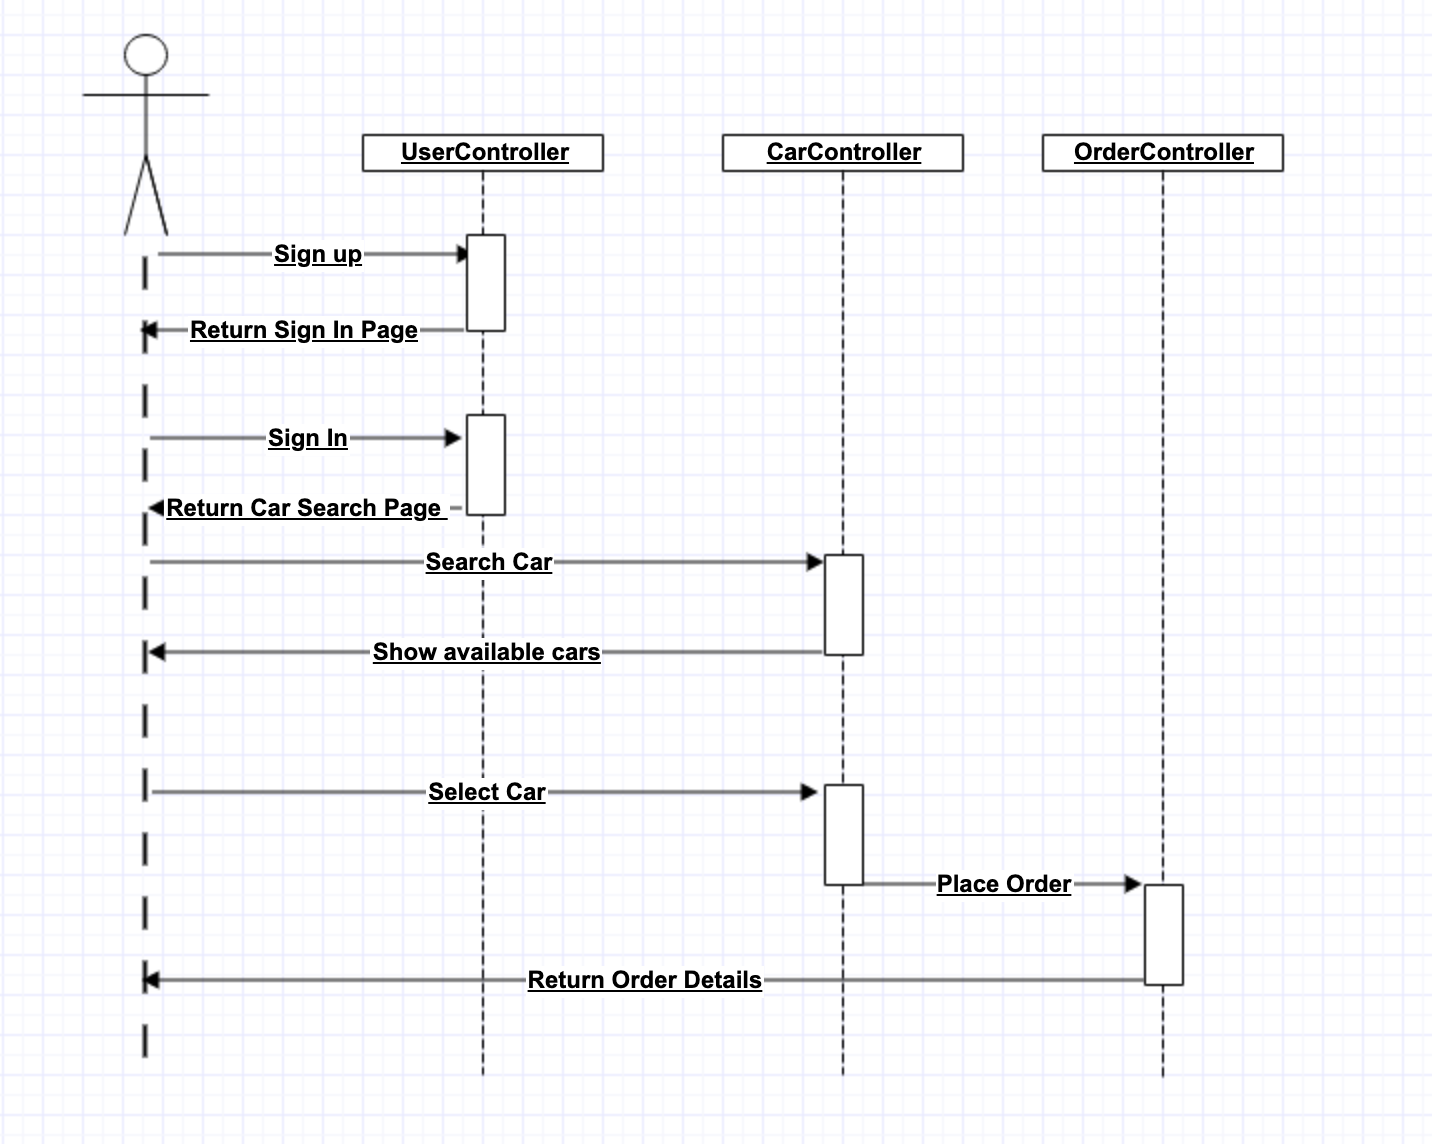 UserController
CarController
OrderController
Sign up
Return Sign In Page
Sign In
Return Car Search Page
Search Car
Show available cars
Select Car
Place Order
Return Order Details